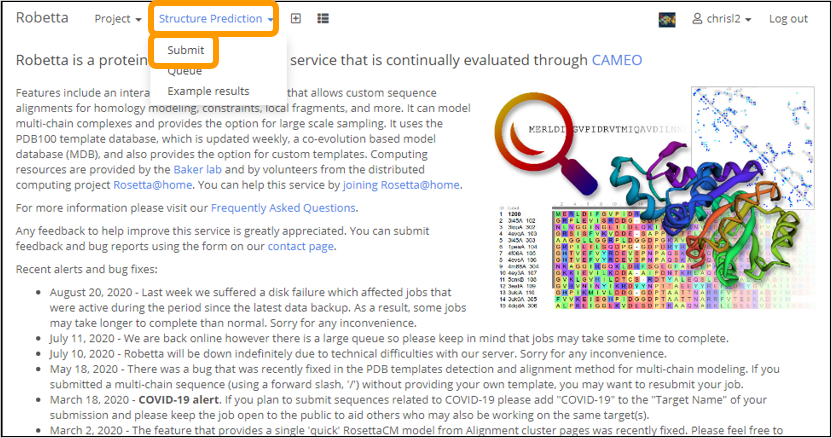 Robetta Project Structure Prediction chrisl2 Log out
Submit
Queue
Example results
Robetta is a protein service that is continually evaluated through CAMEO
Features include an intera that allows custom sequence
alignments for homology modeling, constraints, local fragments, and more. It can model
multi-chain complexes and provides the option for large scale sampling. It uses the
PDB100 template database, which is updated weekly, a co-evolution based model
database (MDB), and also provides the option for custom templates. Computing
resources are provided by the Baker lab and by volunteers from the distributed
computing project Rosetta@home. You can help this service by joining Rosetta@home.
For more information please visit our Frequently Asked Questions.
Any feedback to help improve this service is greatly appreciated. You can submit
feedback and bug reports using the form on our contact page.
Recent alerts and bug fixes:
August 20, 2020 - Last week we suffered a disk failure which affected jobs that
were active during the period since the latest data backup. As a result, some jobs
may take longer to complete than normal. Sorry for any inconvenience.
July 11, 2020 - We are back online however there is a large queue so please keep in mind that jobs may take some time to complete.
July 10, 2020 - Robetta will be down indefinitely due to technical difficulties with our server. Sorry for any inconvenience.
May 18, 2020 - There was a bug that was recently fixed in the PDB templates detection and alignment method for multi-chain modeling. If you
submitted a multi-chain sequence (using a forward slash, '/') without providing your own template, you may want to resubmit your job.
March 18, 2020 - COVID-19 alert. If you plan to submit sequences related to COVID-19 please add "COVID-19" to the "Target Name" of your
submission and please keep the job open to the public to aid others who may also be working on the same target(s).
March 2, 2020 - The feature that provides a single 'quick' RosettaCM model from Alignment cluster pages was recently fixed. Please feel free to